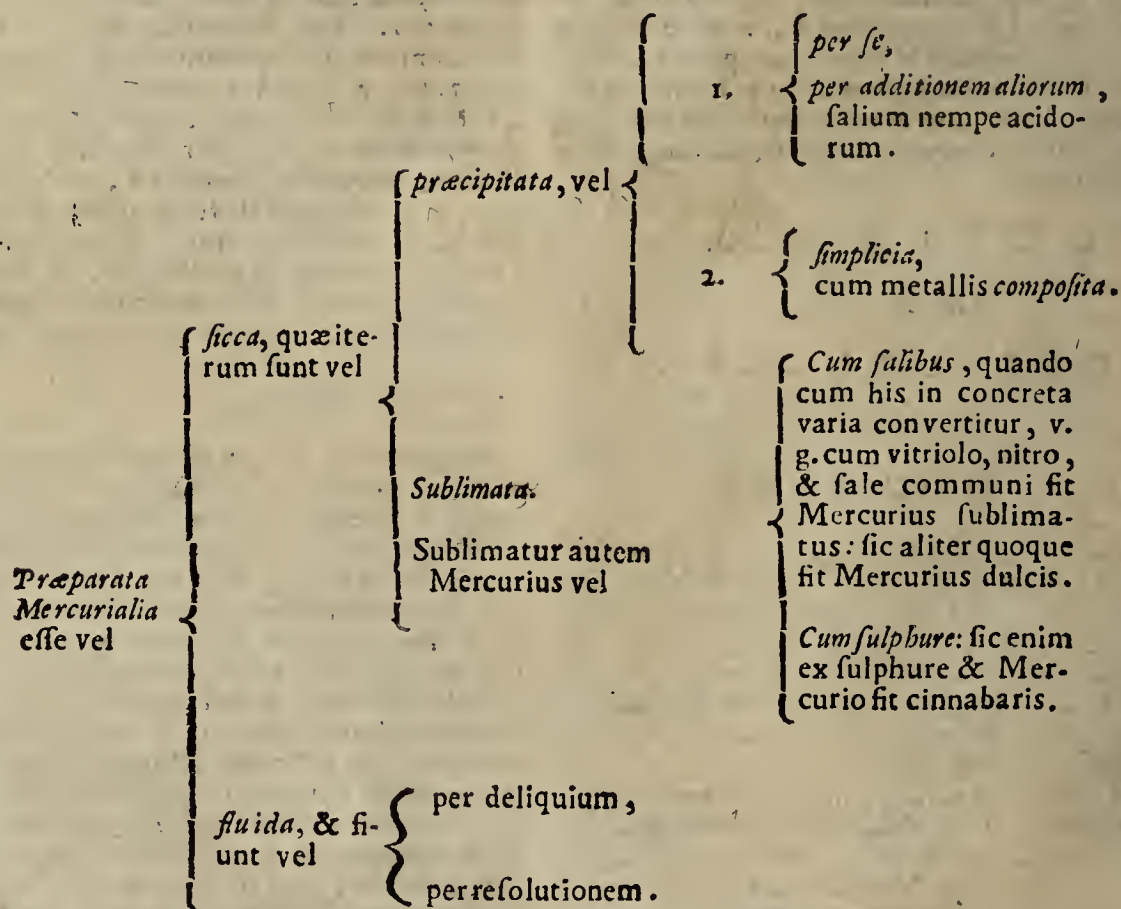 Præparata
Mercurialia
eſſe vel
ſicca, quæ ite-
rum ſunt vel
præcipitata, vel
1.
per ſe,
per additionem aliorum,
ſalium nempe acido-
rum.
2.
ſimplicia,
cum metallis compoſita.
Sublimata.
Sublimatur autem
Mercurius vel
Cum ſalibus, quando
cum his in concreta
varia convertitur, v.
g. cum vitriolo, nitro,
& ſale communi fit
Mercurius ſublima-
tus: ſic aliter quoque
fit Mercurius dulcis.
Cum ſulphure: ſic enim
ex ſulphure & Mer-
curio fit cinnabaris.
fluida, & fi-
unt vel
per deliquium,
per reſolutionem.